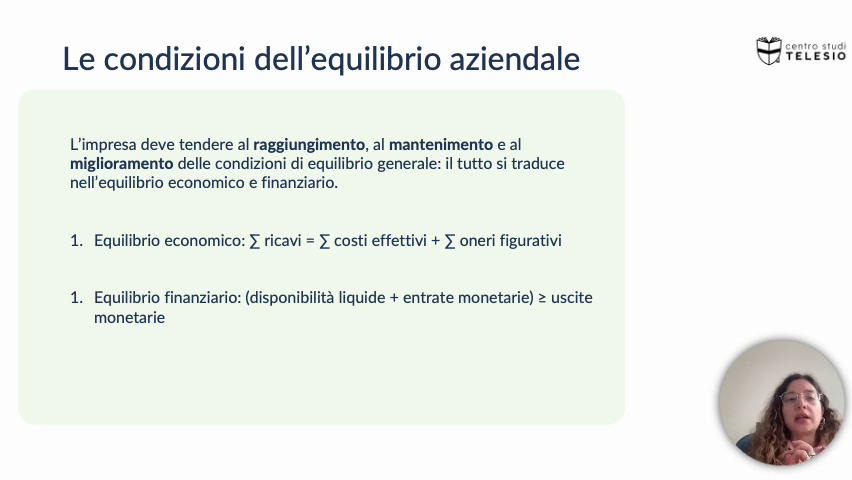 Le condizioni dell’equilibrio aziendale
centro studi
TELESIO
L’impresa deve tendere al raggiungimento, al mantenimento e al
miglioramento delle condizioni di equilibrio generale: il tutto si traduce
nell’equilibrio economico e finanziario.
1. Equilibrio economico: ∑ ricavi = ∑ costi effettivi + ∑ oneri figurativi
1. Equilibrio finanziario: (disponibilità liquide + entrate monetarie) ≥ uscite
monetarie